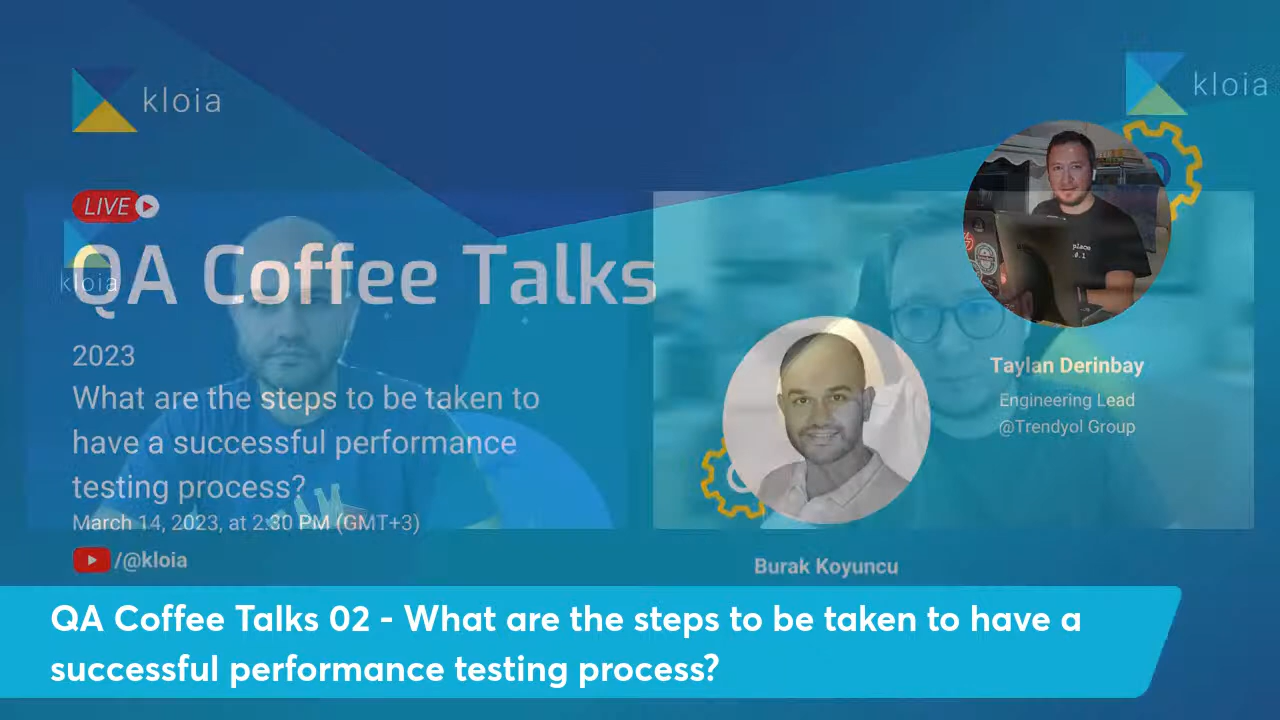 kloia
kloia
LIVE
QA Coffee Talks
kloia
2023
What are the steps to be taken to
have a successful performance
testing process?
March 14, 2023, at 2:30 PM (GMT+3)
/@kloia
Taylan Derinbay
Engineering Lead
@Trendyol Group
Burak Koyuncu
QA Coffee Talks 02 - What are the steps to be taken to have a
successful performance testing process?